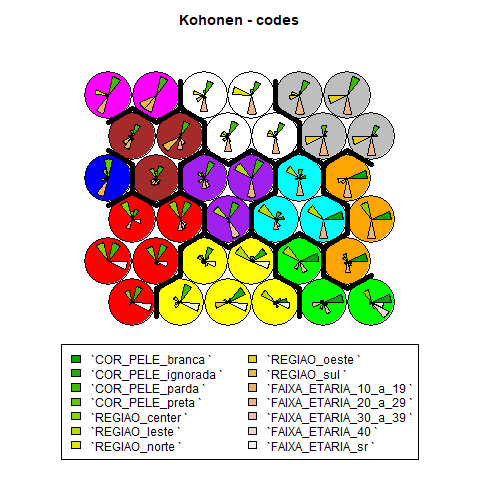 Kohonen - codes
`COR_PELE_branca `
`COR_PELE_ignorada `
`COR_PELE_parda `
`COR_PELE_preta `
`REGIAO_center `
`REGIAO_leste `
`REGIAO_norte `
`REGIAO_oeste `
`REGIAO_sul `
`FAIXA_ETARIA_10_a_19 `
`FAIXA_ETARIA_20_a_29 `
`FAIXA_ETARIA_30_a_39 `
`FAIXA_ETARIA_40 `
`FAIXA_ETARIA_sr `